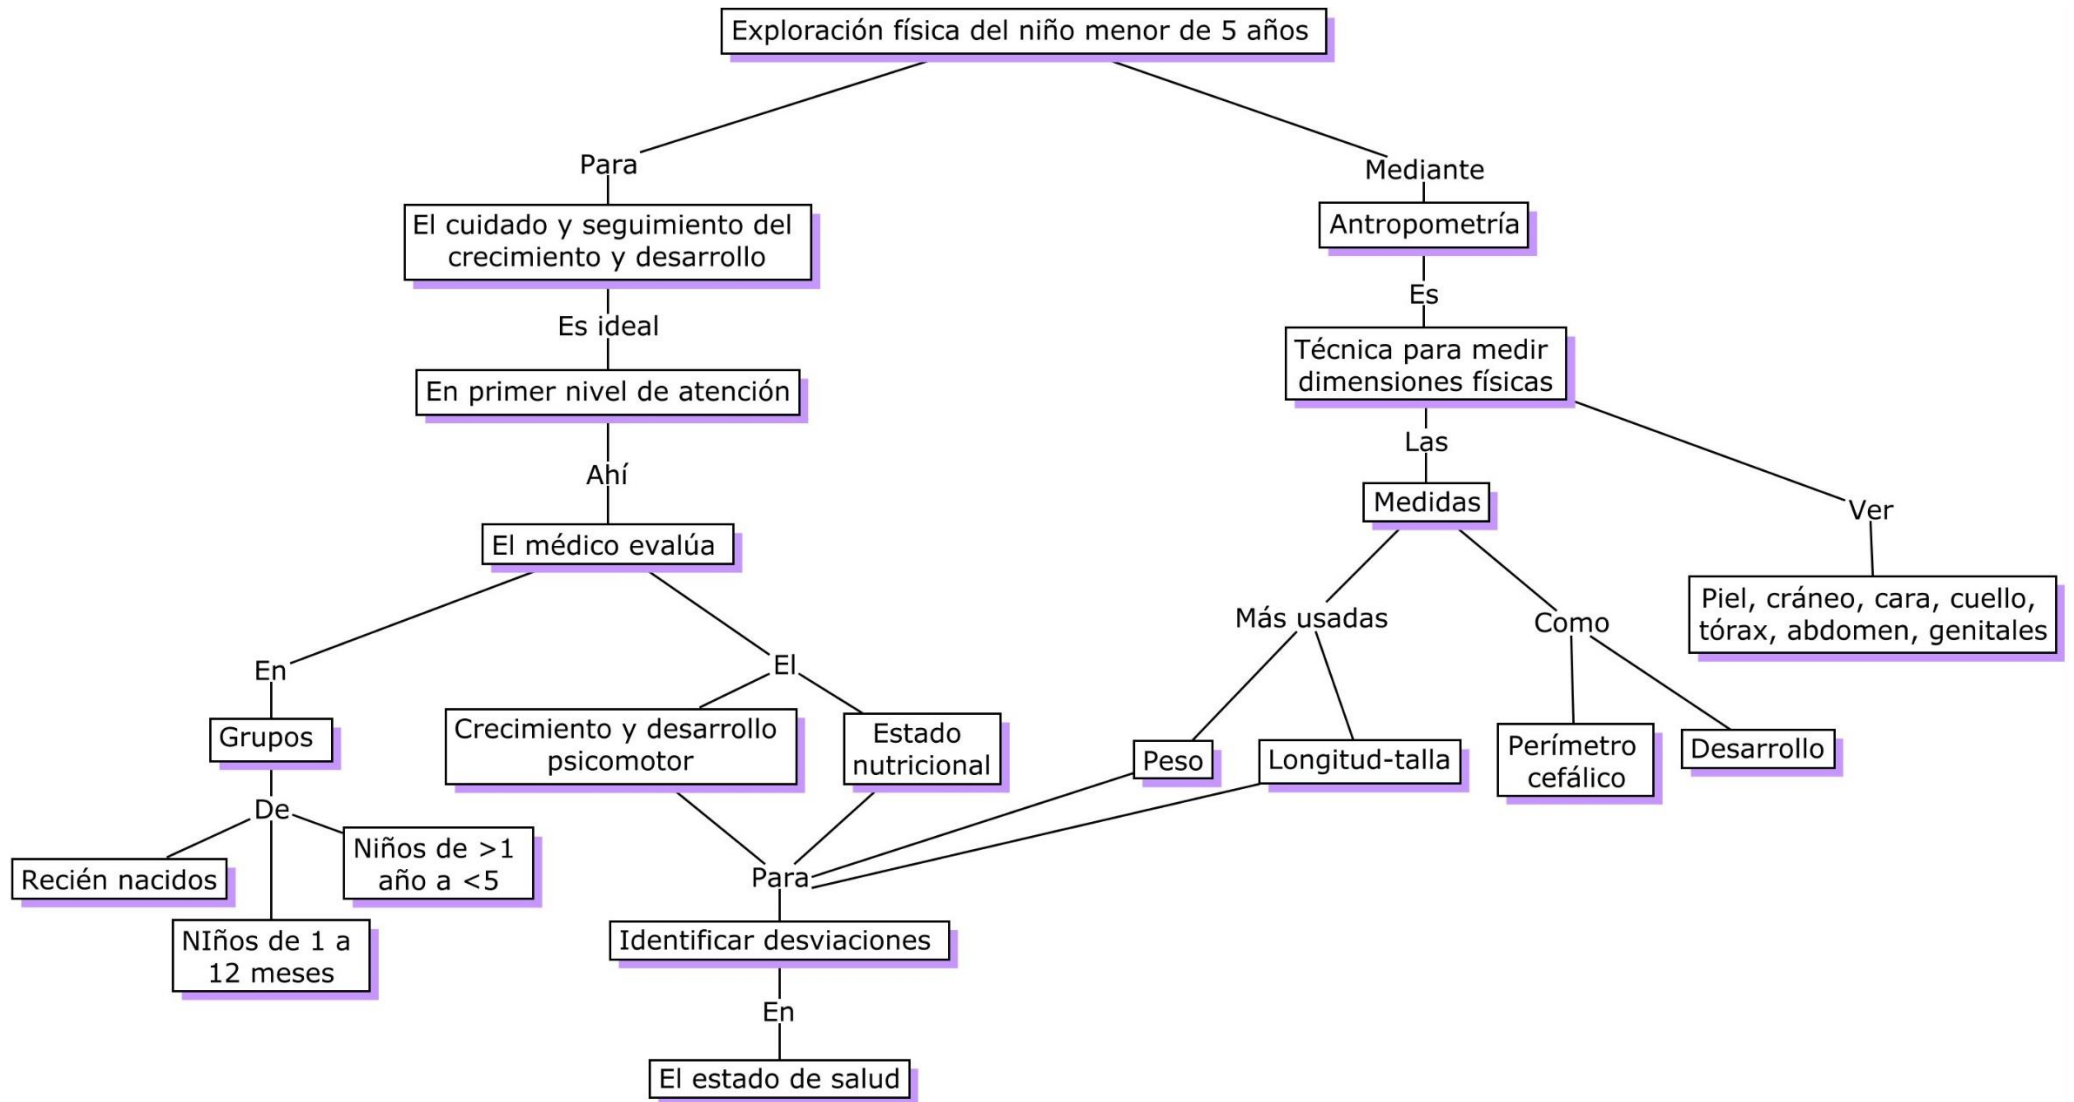 Exploración física del niño menor de 5 años
Para
Mediante
El cuidado y seguimiento del
crecimiento y desarrollo
Antropometría
Es ideal
Es
En primer nivel de atención
Técnica para medir
dimensiones físicas
Ahí
Las
Ver
El médico evalúa
Medidas
Piel, cráneo, cara, cuello,
tórax, abdomen, genitales
En
El
Más usadas
Como
Grupos
Crecimiento y desarrollo
psicomotor
Estado
nutricional
Peso
Longitud-talla
Perímetro
cefálico
Desarrollo
De
Recién nacidos
NIños de 1 a
12 meses
Niños de >1
año a <5
Para
Identificar desviaciones
En
El estado de salud